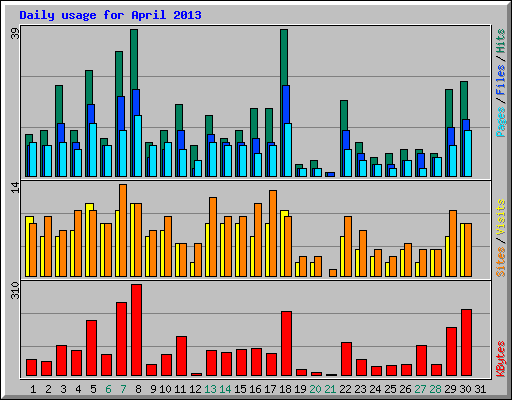 Daily usage for April 2013
39
Pages / Files / Hits
14
Sites / Visits
310
KBytes
1 2 3 4 5 6 7 8 9 10 11 12 13 14 15 16 17 18 19 20 21 22 23 24 25 26 27 28 29 30 31